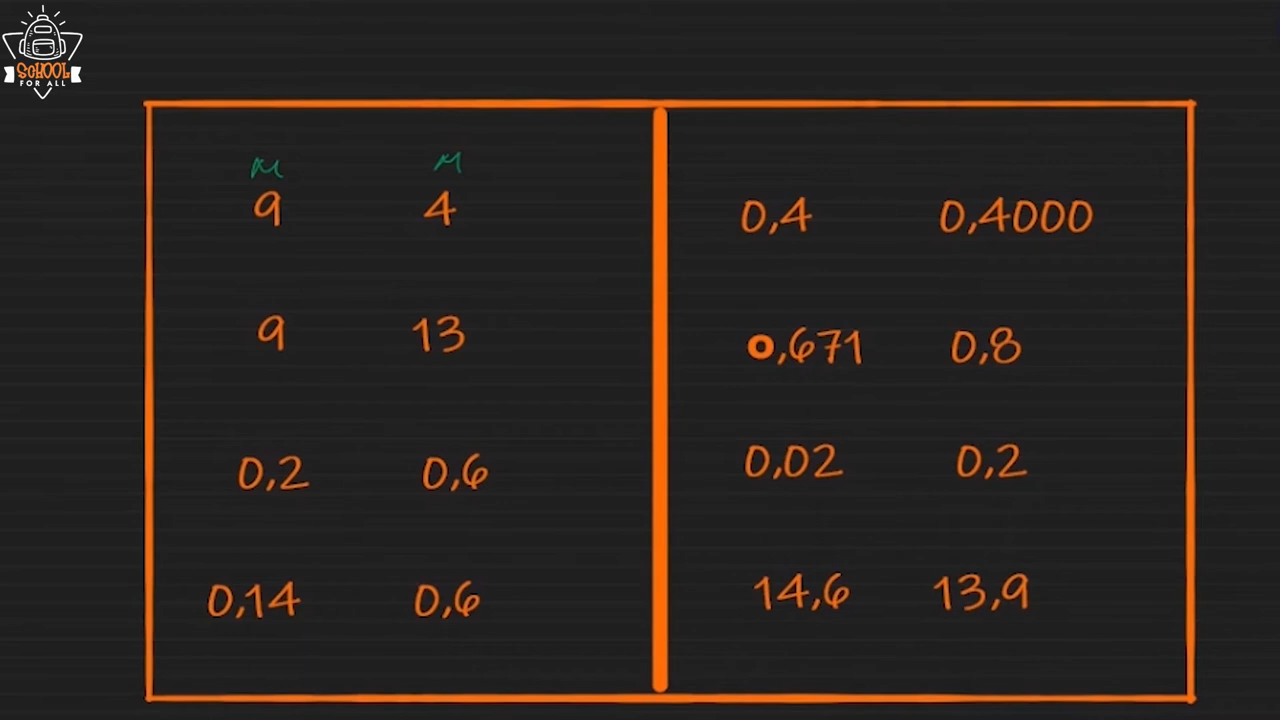 SCHOOL
FOR ALL
м м
9 4
9 13
0,2 0,6
0,14 0,6
0,4 0,4000
0,671 0,8
0,02 0,2
14,6 13,9